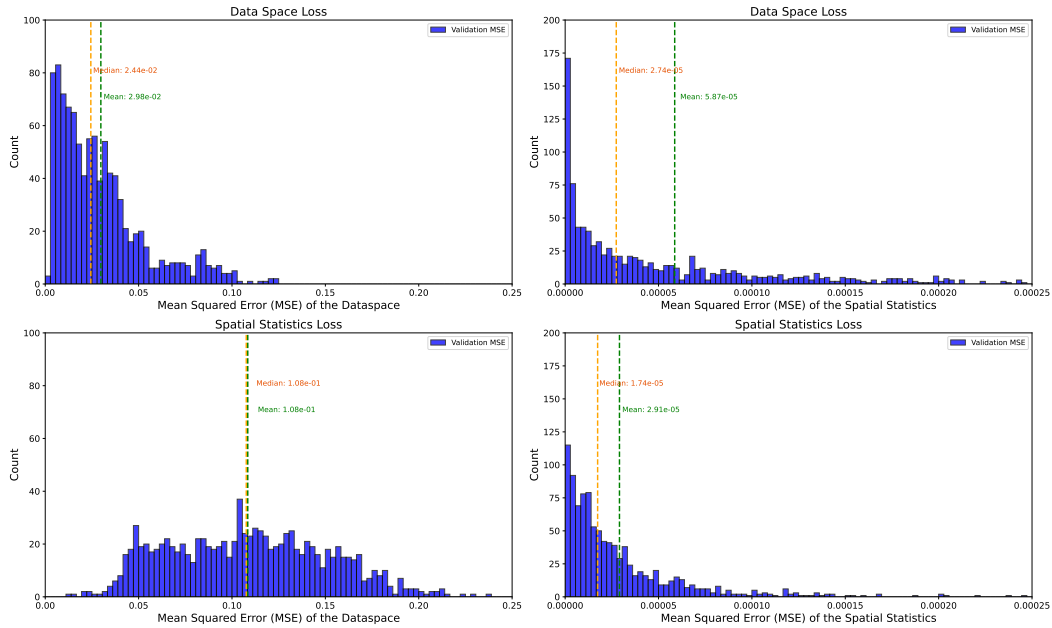 Data Space Loss
Validation MSE
100
80
60
40
20
0
Count
Median: 2.44e-02
Mean: 2.98e-02
0.00 0.05 0.10 0.15 0.20 0.25
Mean Squared Error (MSE) of the Dataspace
Data Space Loss
Validation MSE
200
175
150
125
100
75
50
25
0
Count
Median: 2.74e-05
Mean: 5.87e-05
0.00000 0.00005 0.00010 0.00015 0.00020 0.00025
Mean Squared Error (MSE) of the Spatial Statistics
Spatial Statistics Loss
Validation MSE
100
80
60
40
20
0
Count
Median: 1.08e-01
Mean: 1.08e-01
0.00 0.05 0.10 0.15 0.20 0.25
Mean Squared Error (MSE) of the Dataspace
Spatial Statistics Loss
Validation MSE
200
175
150
125
100
75
50
25
0
Count
Median: 1.74e-05
Mean: 2.91e-05
0.00000 0.00005 0.00010 0.00015 0.00020 0.00025
Mean Squared Error (MSE) of the Spatial Statistics